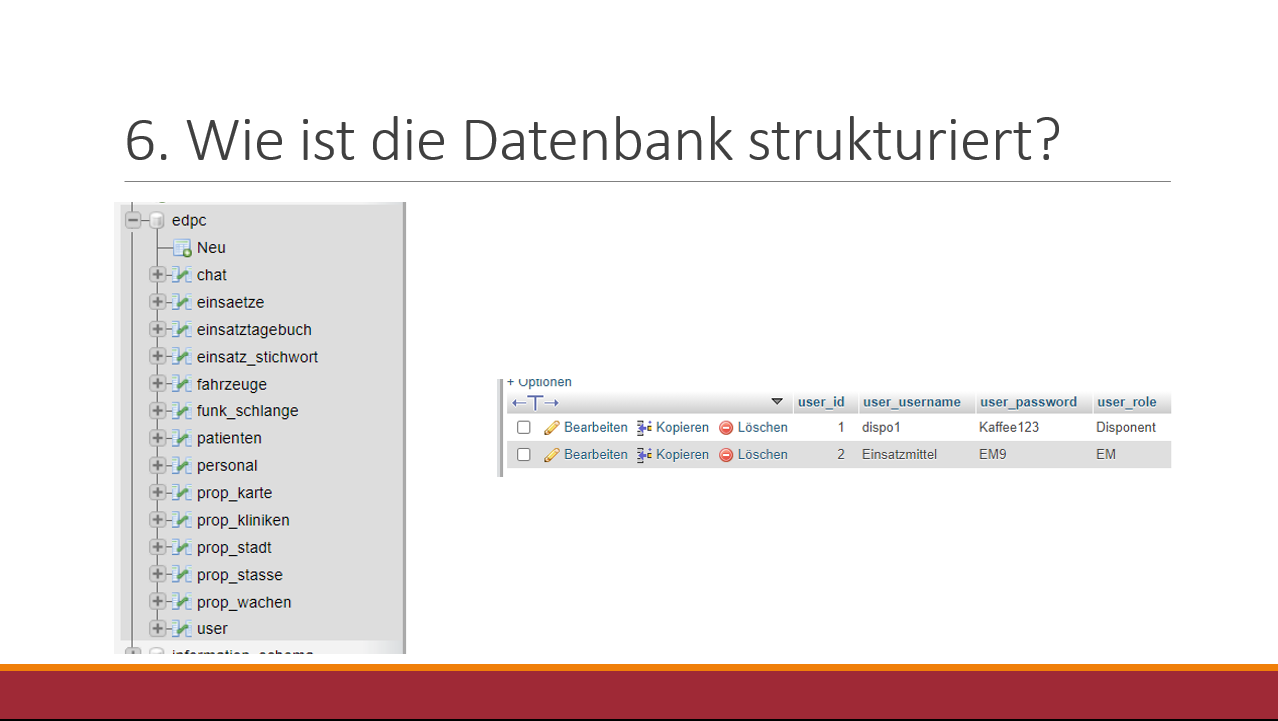 6. Wie ist die Datenbank strukturiert?
edpc
Neu
chat
einsaetze
einsatztagebuch
einsatz_stichwort
fahrzeuge
funk_schlange
patienten
personal
prop_karte
prop_kliniken
prop_stadt
prop_stasse
prop_wachen
user
information_schema
+ Optionen
user_id user_username user_password user_role
Bearbeiten Kopieren Löschen 1 dispo1 Kaffee123 Disponent
Bearbeiten Kopieren Löschen 2 Einsatzmittel EM9 EM